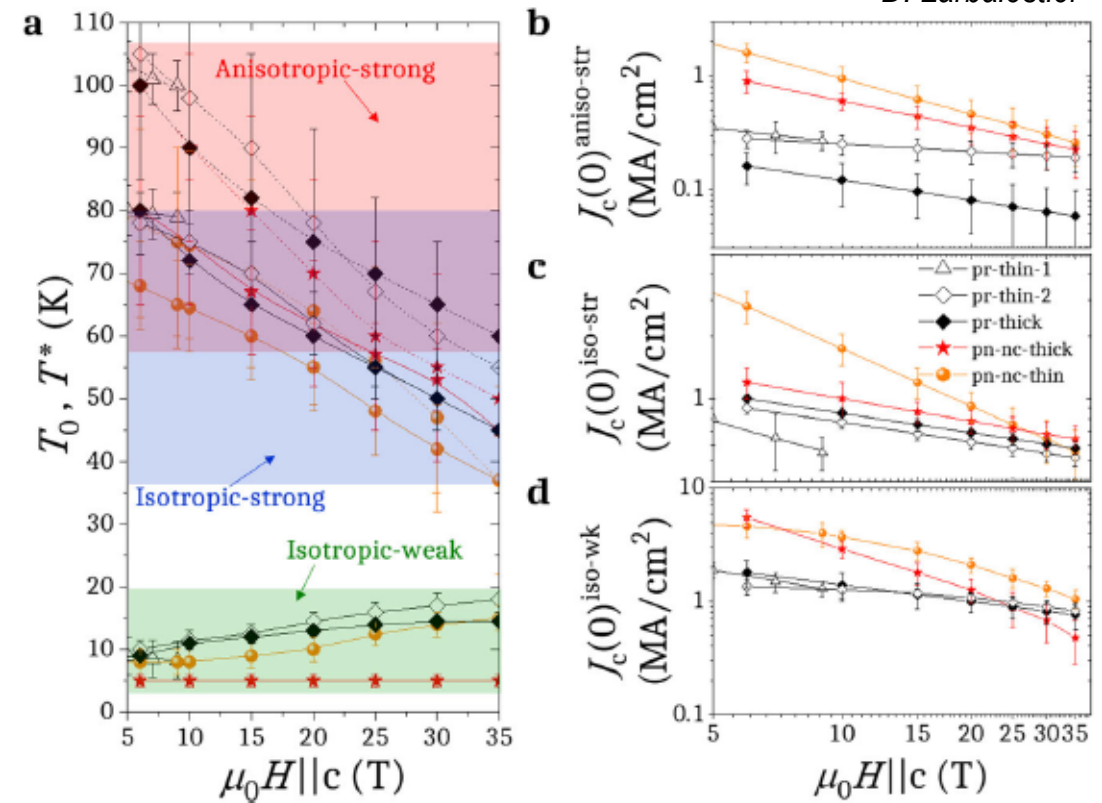 a
110
100
90
80
70
60
50
40
30
20
10
0
T₀, T* (K)
Anisotropic-strong
Isotropic-strong
Isotropic-weak
5 10 15 20 25 30 35
μ₀H||c (T)
b
Jc(0)^aniso-str
(MA/cm²)
1
0.1
c
Jc(0)^iso-str
(MA/cm²)
1
pr-thin-1
pr-thin-2
pr-thick
pn-nc-thick
pn-nc-thin
d
Jc(0)^iso-wk
(MA/cm²)
10
1
0.1
5 10 15 20 25 3035
μ₀H||c (T)